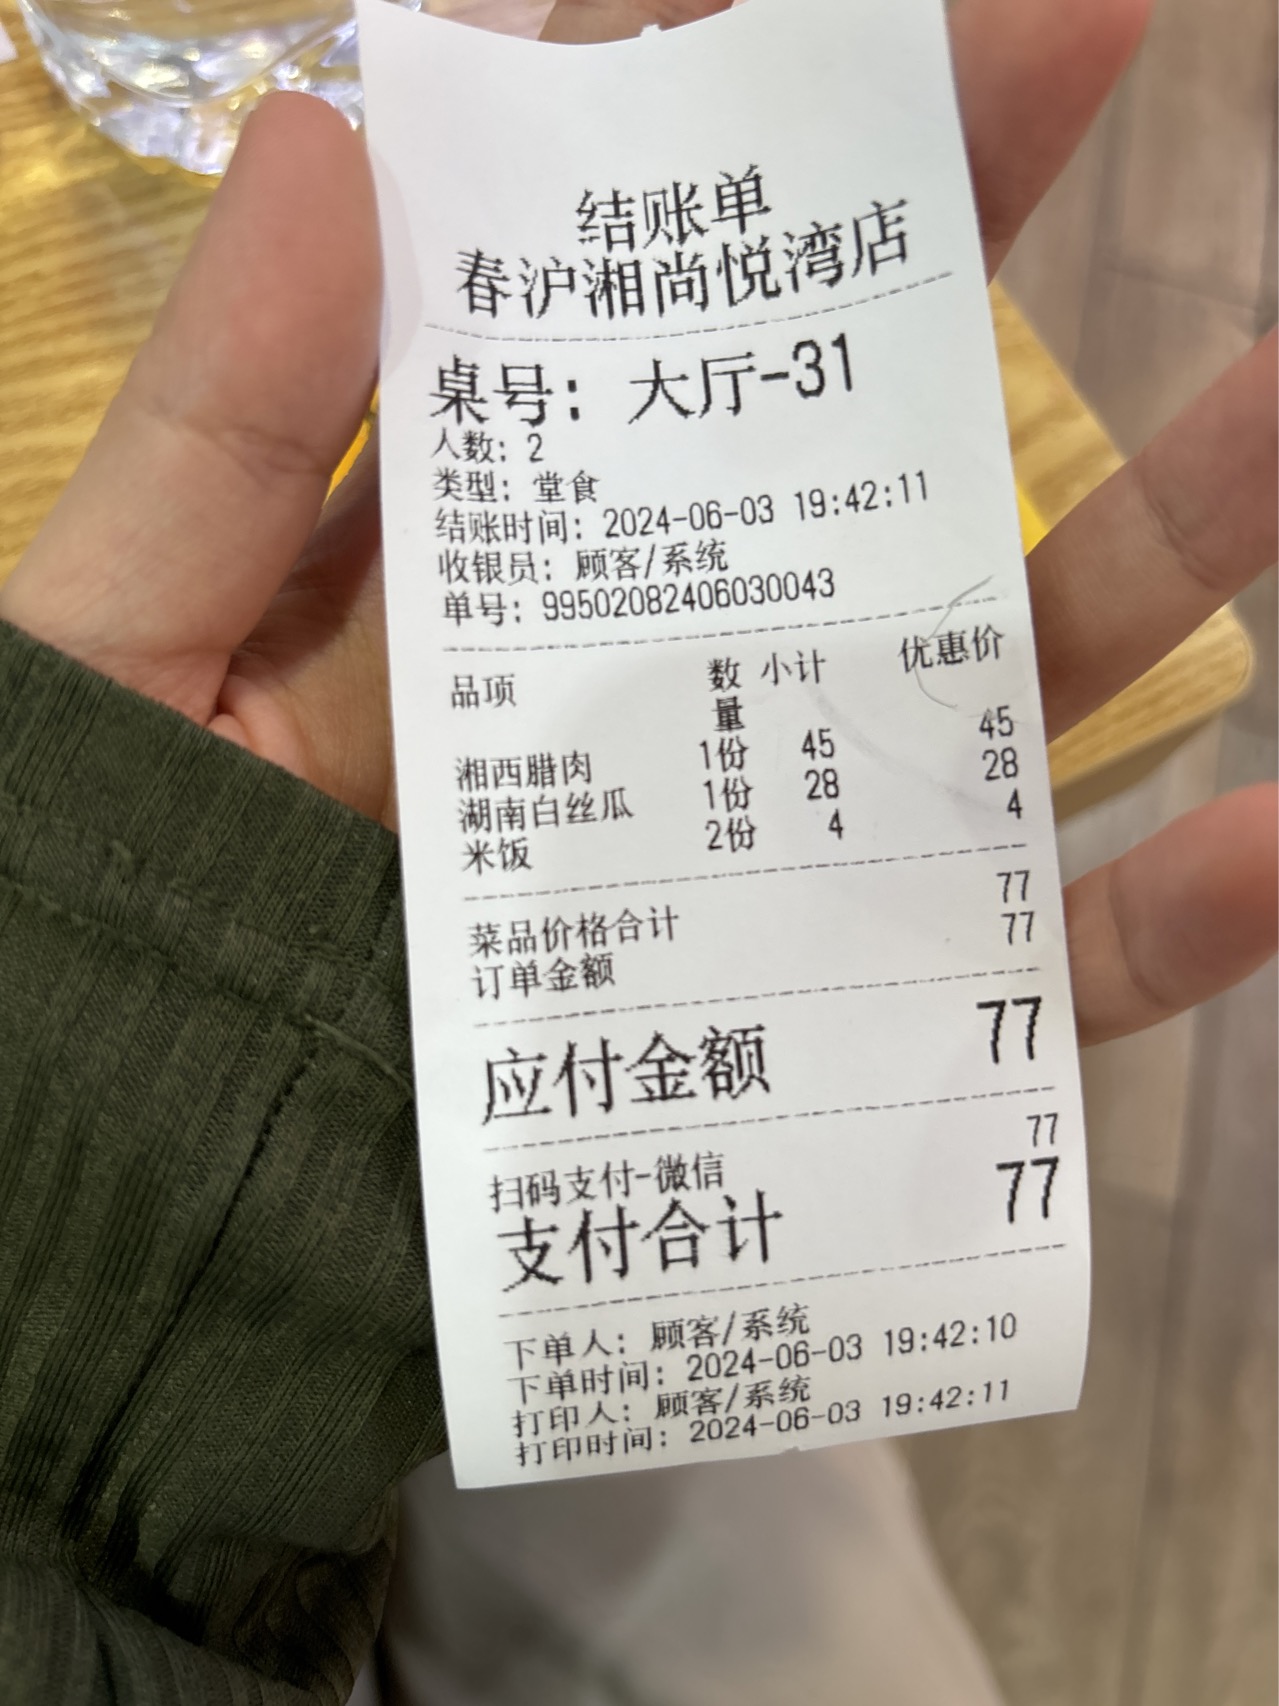 结账单
春沪湘尚悦湾店
桌号：大厅-31
人数：2
类型：堂食
结账时间：2024-06-03 19:42:11
收银员：顾客/系统
单号：99502082406030043
品项 数量 小计 优惠价
湘西腊肉 1份 45 45
湖南白丝瓜 1份 28 28
米饭 2份 4 4
菜品价格合计 77
订单金额 77
应付金额 77
扫码支付-微信 77
支付合计 77
下单人：顾客/系统
下单时间：2024-06-03 19:42:10
打印人：顾客/系统
打印时间：2024-06-03 19:42:11